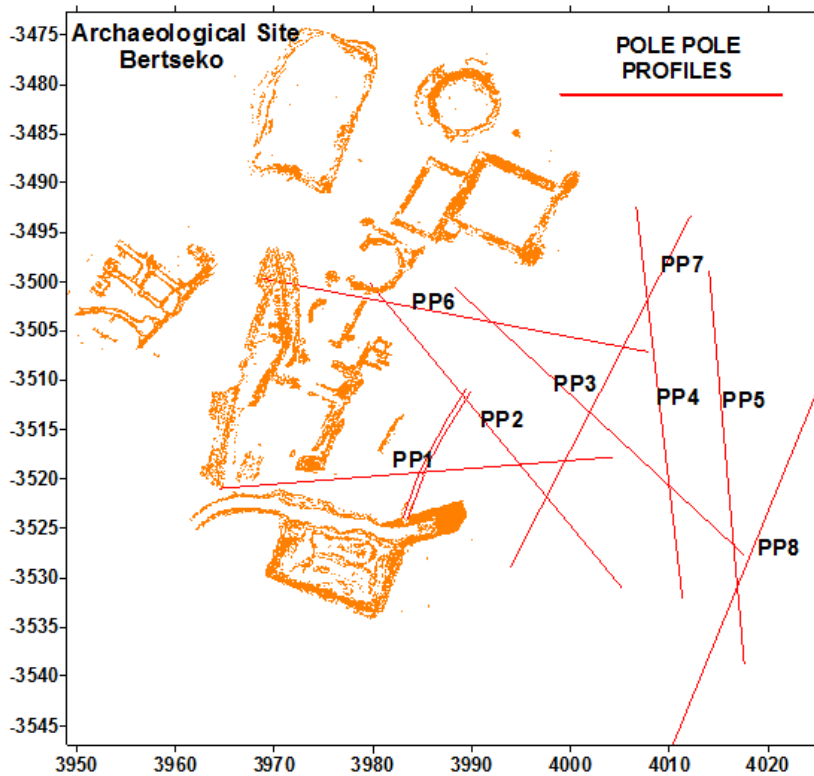 Archaeological Site
Bertseko
POLE POLE
PROFILES
-3475
-3480
-3485
-3490
-3495
-3500
-3505
-3510
-3515
-3520
-3525
-3530
-3535
-3540
-3545
PP7
PP6
PP3
PP4
PP5
PP2
PP1
PP8
3950 3960 3970 3980 3990 4000 4010 4020